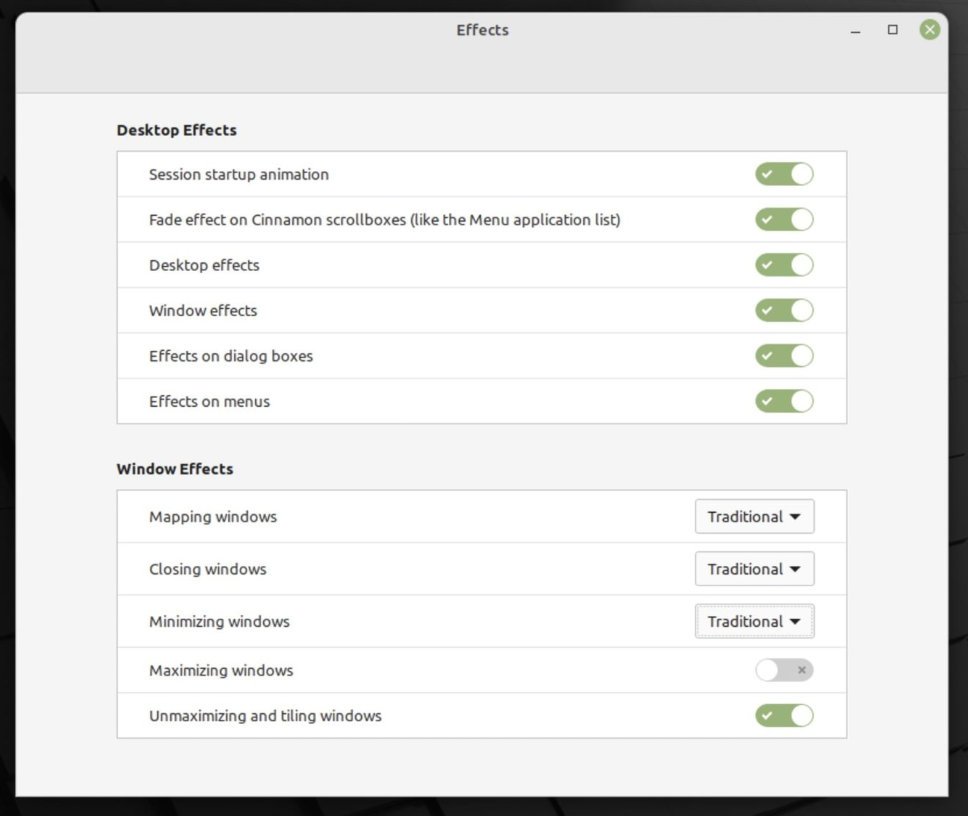 Effects
Desktop Effects
Session startup animation
Fade effect on Cinnamon scrollboxes (like the Menu application list)
Desktop effects
Window effects
Effects on dialog boxes
Effects on menus
Window Effects
Mapping windows Traditional
Closing windows Traditional
Minimizing windows Traditional
Maximizing windows
Unmaximizing and tiling windows